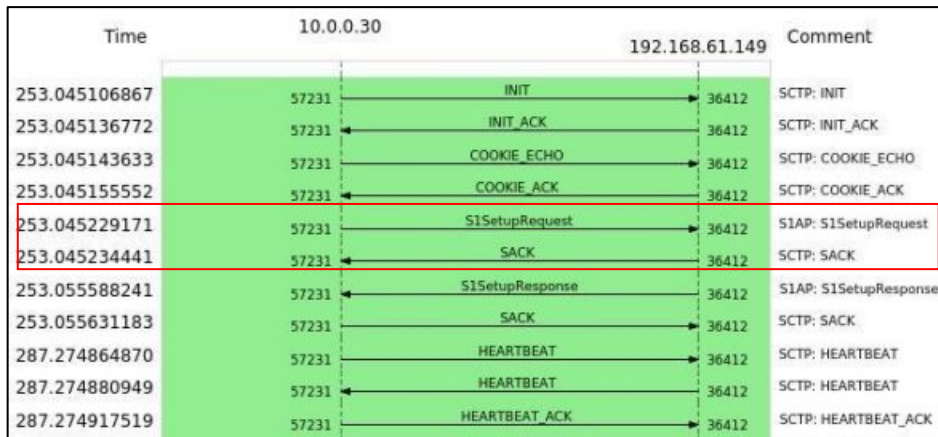 Time 10.0.0.30 192.168.61.149 Comment
253.045106867 57231 INIT 36412 SCTP: INIT
253.045136772 57231 INIT_ACK 36412 SCTP: INIT_ACK
253.045143633 57231 COOKIE_ECHO 36412 SCTP: COOKIE_ECHO
253.045155552 57231 COOKIE_ACK 36412 SCTP: COOKIE_ACK
253.045229171 57231 S1SetupRequest 36412 S1AP: S1SetupRequest
253.045234441 57231 SACK 36412 SCTP: SACK
253.055588241 57231 S1SetupResponse 36412 S1AP: S1SetupResponse
253.055631183 57231 SACK 36412 SCTP: SACK
287.274864870 57231 HEARTBEAT 36412 SCTP: HEARTBEAT
287.274880949 57231 HEARTBEAT 36412 SCTP: HEARTBEAT
287.274917519 57231 HEARTBEAT_ACK 36412 SCTP: HEARTBEAT_ACK